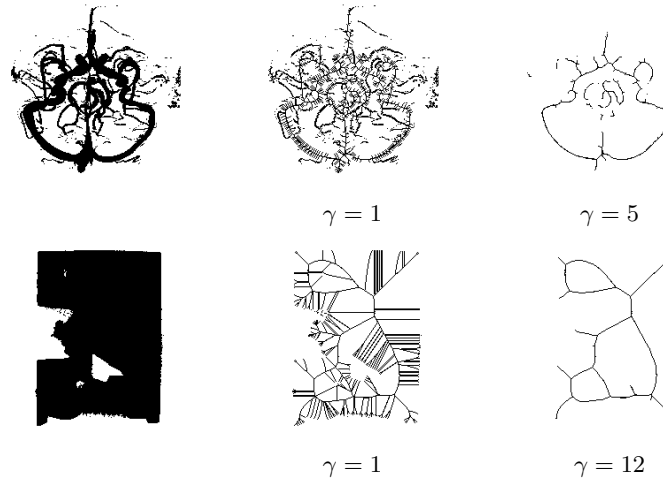 γ = 1
γ = 5
γ = 1
γ = 12